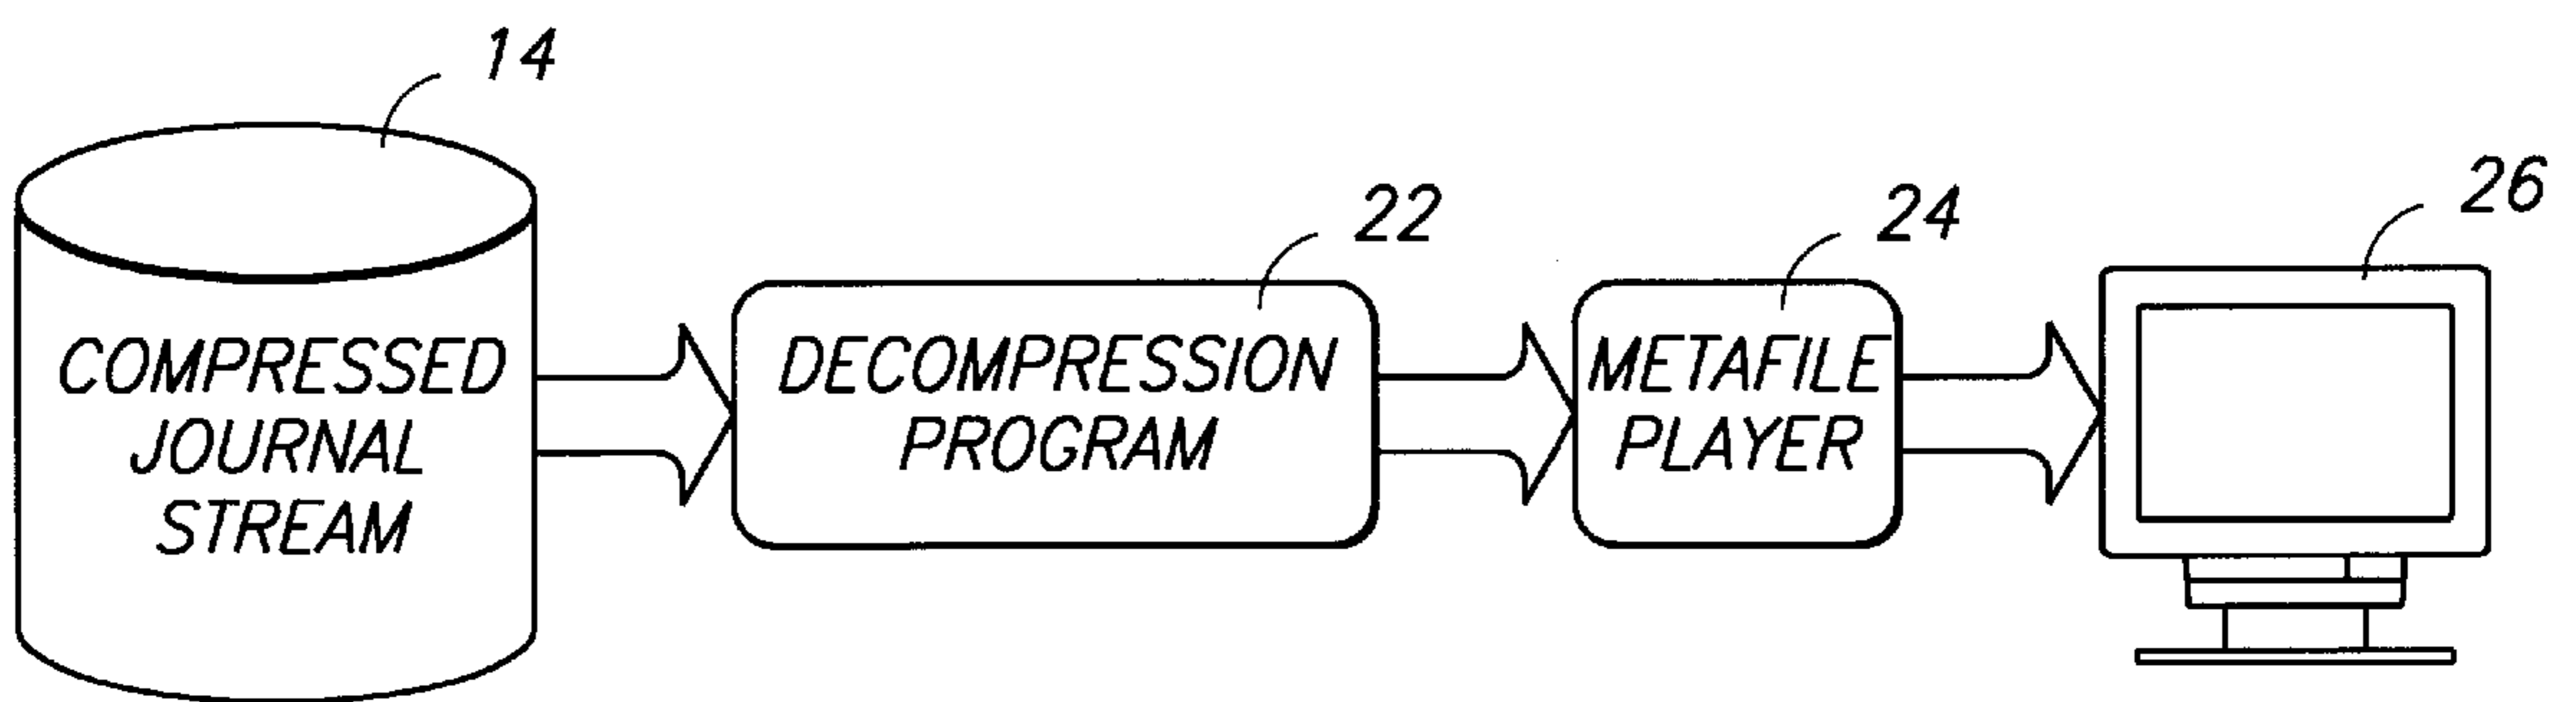 14
COMPRESSED
JOURNAL
STREAM
22
DECOMPRESSION
PROGRAM
24
METAFILE
PLAYER
26